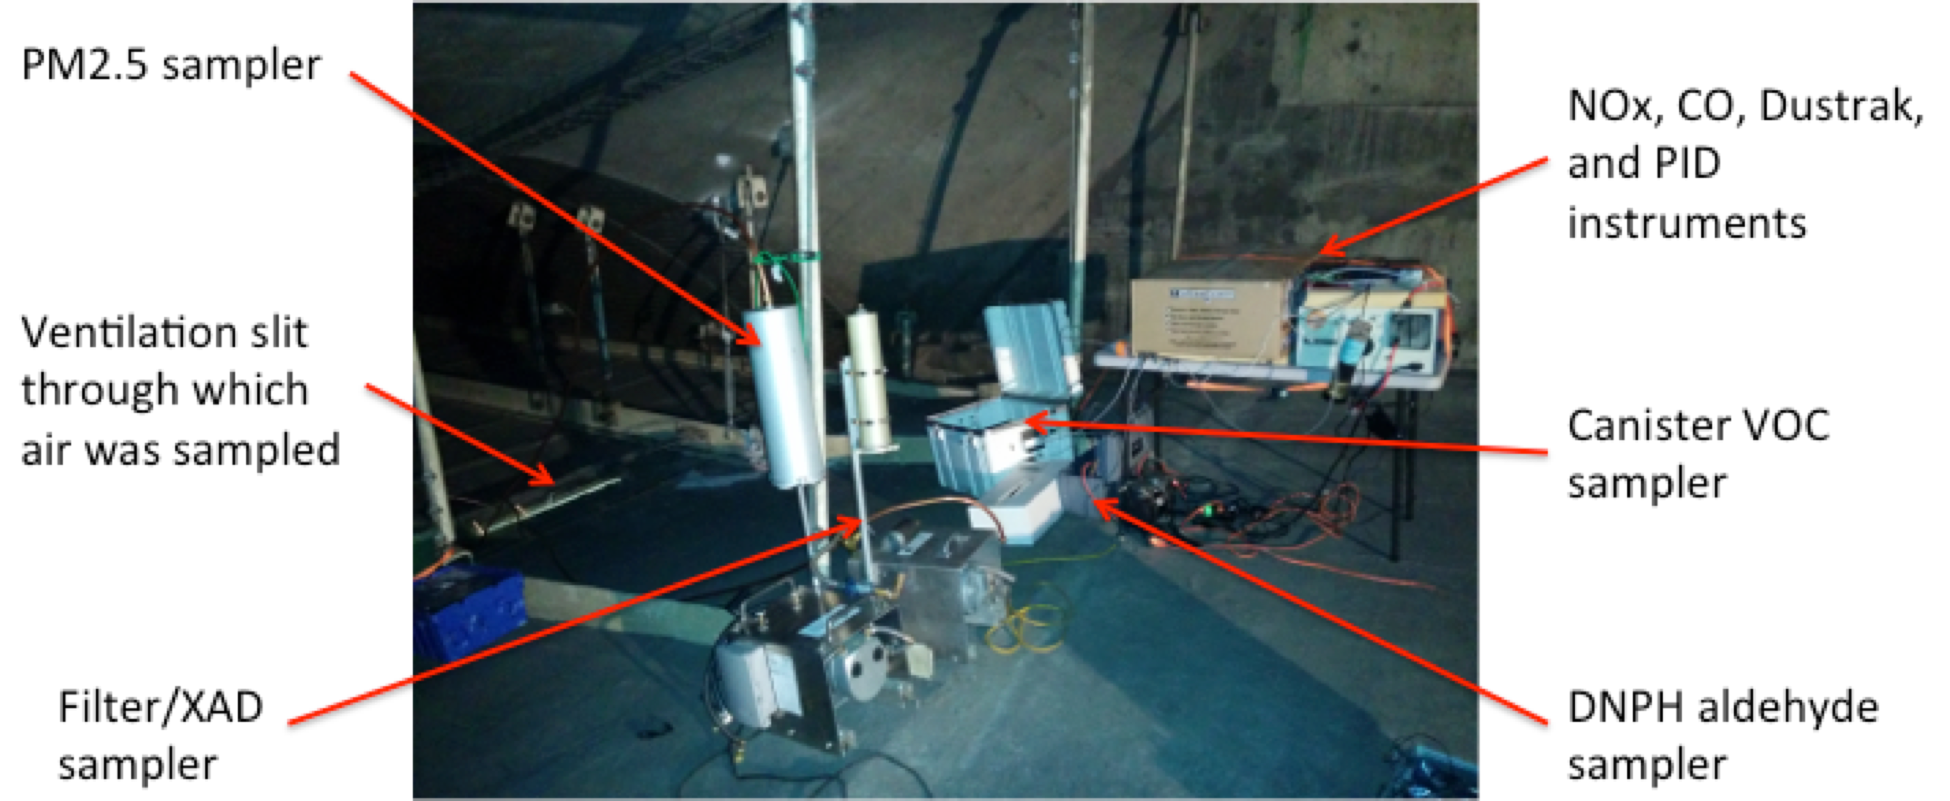 PM2.5 sampler
Ventilation slit
through which
air was sampled
Filter/XAD
sampler
NOx, CO, Dustrak,
and PID
instruments
Canister VOC
sampler
DNPH aldehyde
sampler